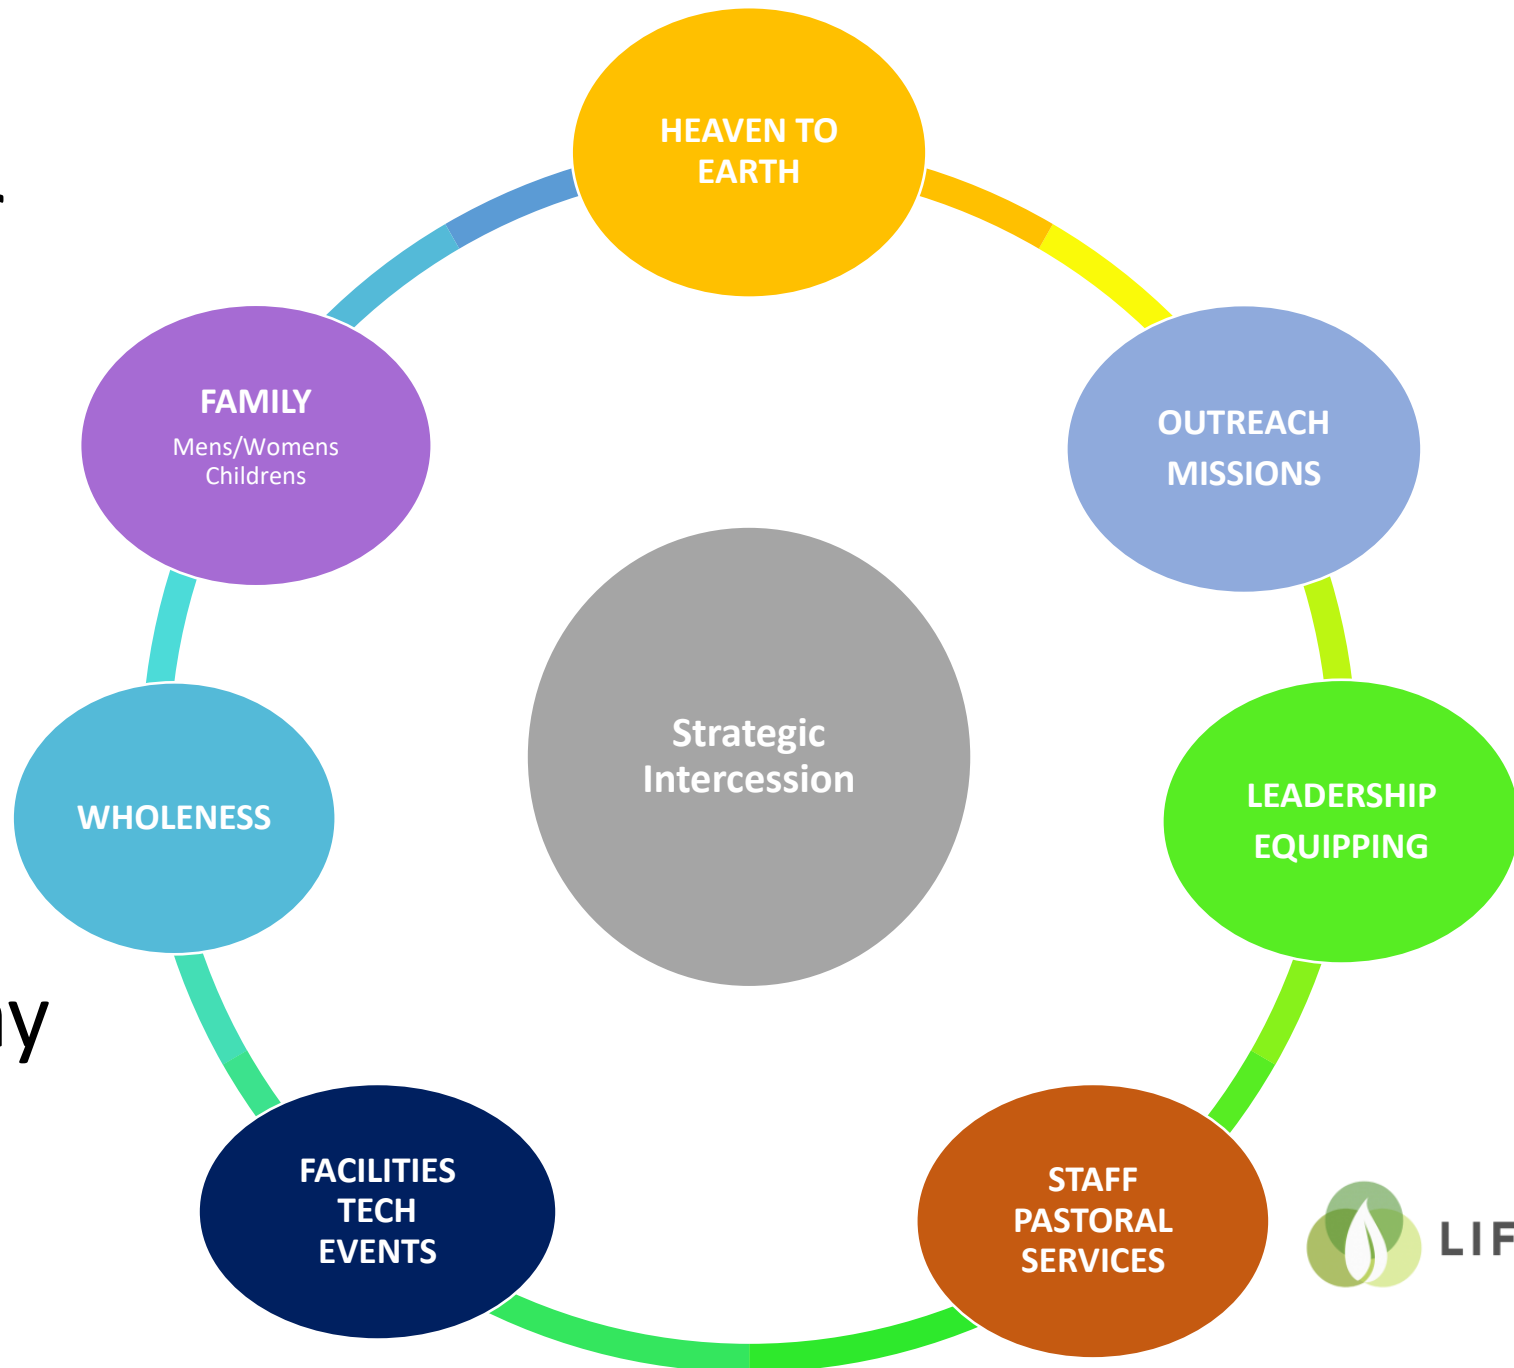 HEAVEN TO
EARTH
FAMILY
Mens/Womens
Childrens
OUTREACH
MISSIONS
Strategic
Intercession
WHOLENESS
LEADERSHIP
EQUIPPING
FACILITIES
TECH
EVENTS
STAFF
PASTORAL
SERVICES